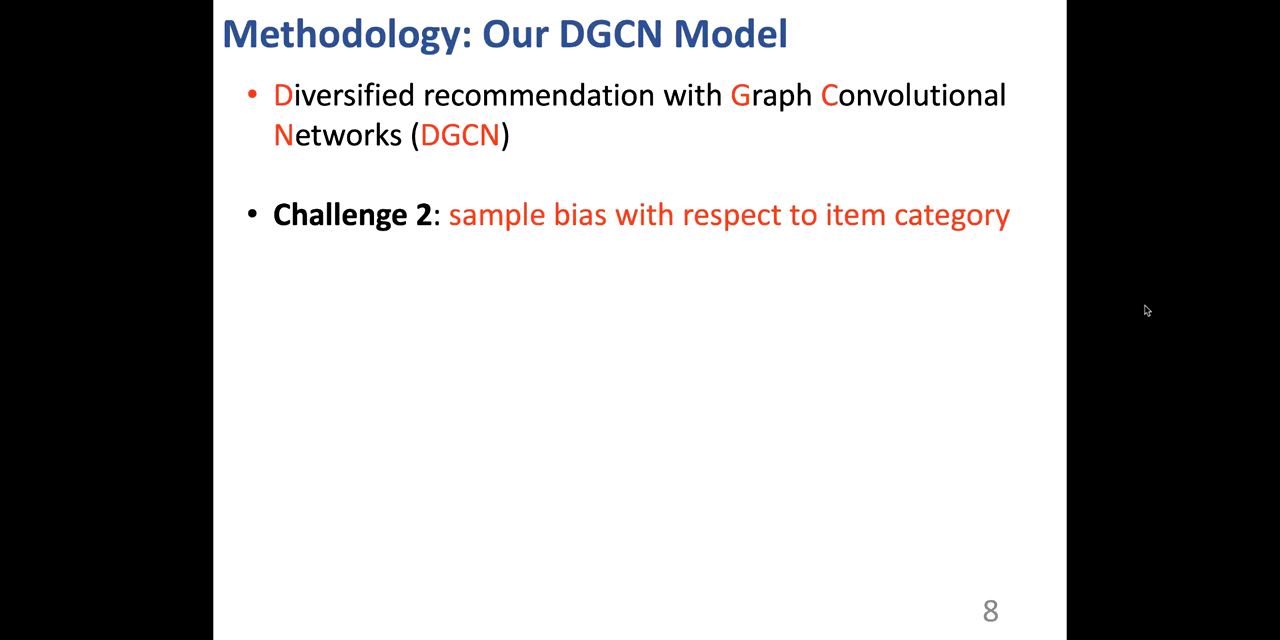 Methodology: Our DGCN Model
• Diversified recommendation with Graph Convolutional
Networks (DGCN)
• Challenge 2: sample bias with respect to item category
8